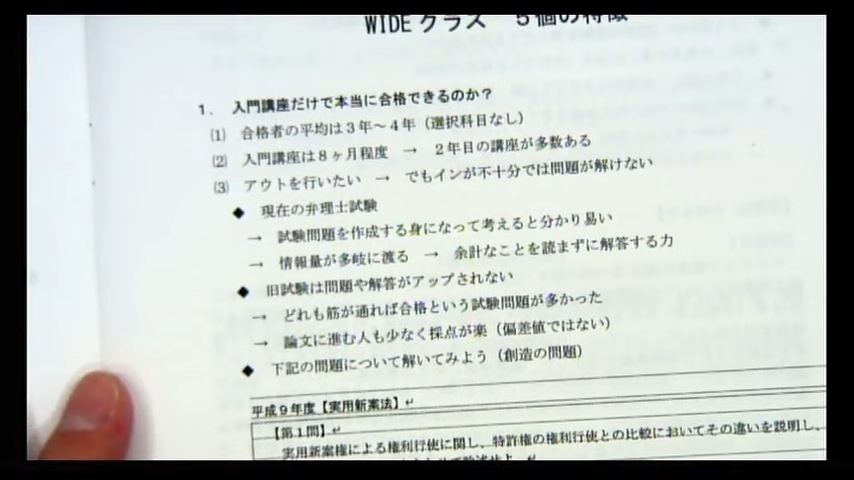 WIDEクラス 5個の特徴
1. 入門講座だけで本当に合格できるのか?
(1) 合格者の平均は3年~4年(選択科目なし)
(2) 入門講座は8ヶ月程度 → 2年目の講座が多数ある
(3) アウトを行いたい → でもインが不十分では問題が解けない
◆ 現在の弁理士試験
→ 試験問題を作成する身になって考えると分かり易い
→ 情報量が多岐に渡る → 余計なことを読まずに解答する力
◆ 旧試験は問題や解答がアップされない
→ どれも筋が通れば合格という試験問題が多かった
→ 論文に進む人も少なく採点が楽(偏差値ではない)
◆ 下記の問題について解いてみよう(創造の問題)
平成9年度【実用新案法】↵
【第1問】↵
実用新案権による権利行使に関し、特許権の権利行使との比較においてその違いを説明し、